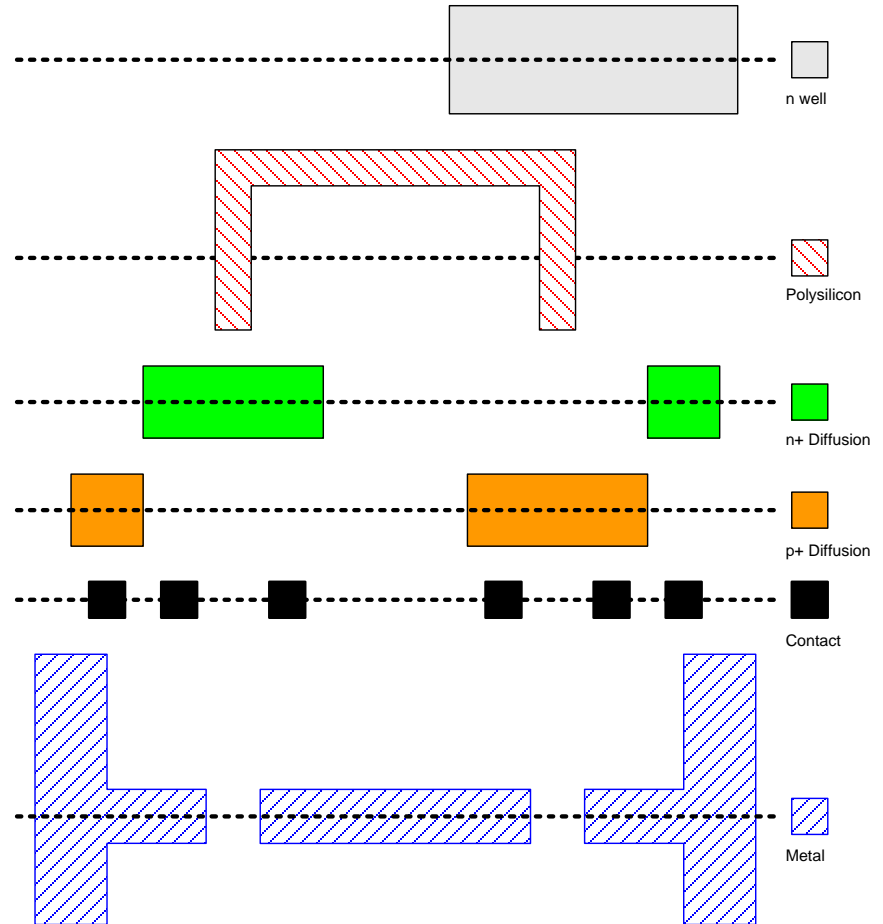 n well
Polysilicon
n+ Diffusion
p+ Diffusion
Contact
Metal